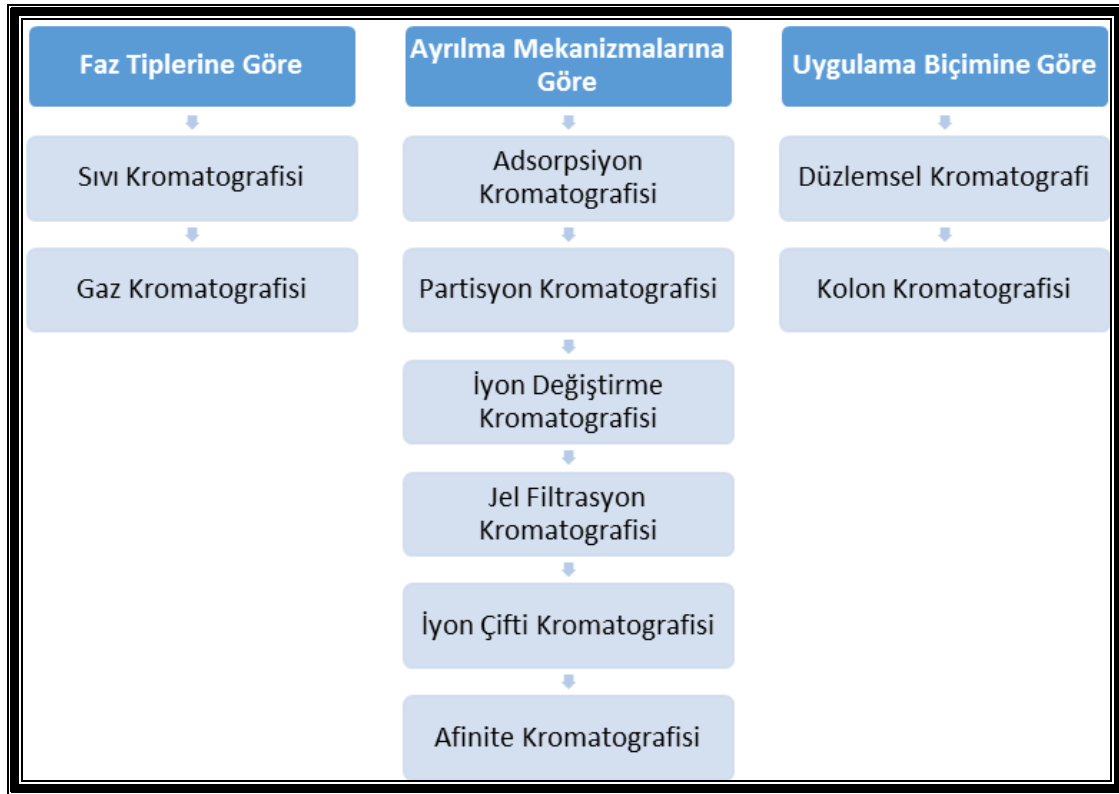 Faz Tiplerine Göre
Sıvı Kromatografisi
Gaz Kromatografisi
Ayrılma Mekanizmalarına
Göre
Adsorpsiyon
Kromatografisi
Partisyon Kromatografisi
İyon Değiştirme
Kromatografisi
Jel Filtrasyon
Kromatografisi
İyon Çifti Kromatografisi
Afinite Kromatografisi
Uygulama Biçimine Göre
Düzlemsel Kromatografi
Kolon Kromatografisi